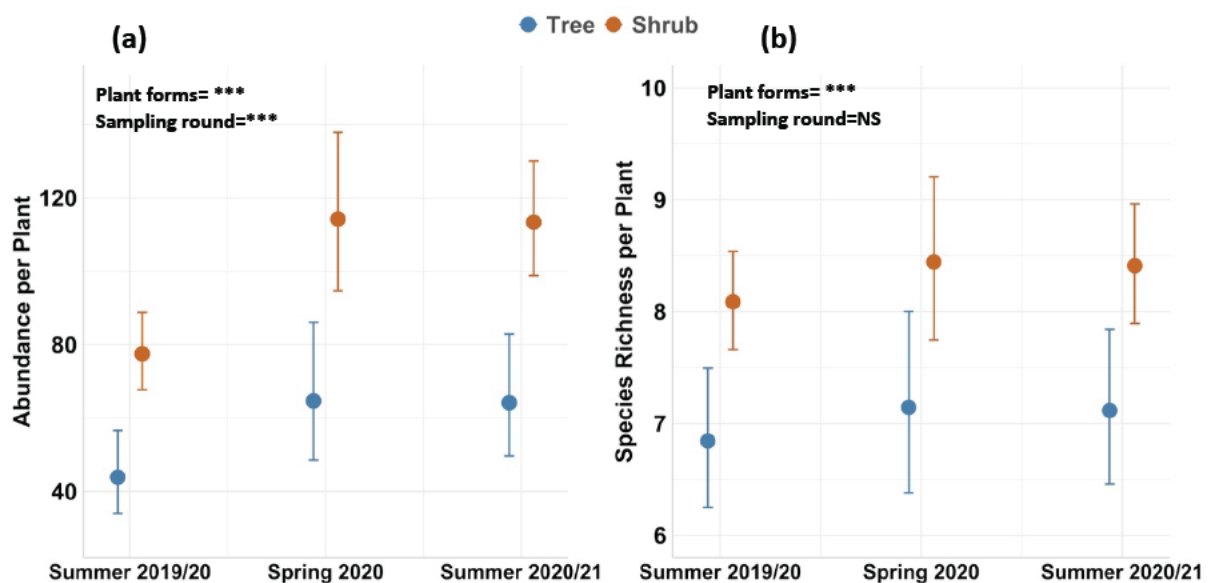 Tree Shrub
(a)
Plant forms= ***
Sampling round=***
Abundance per Plant
120
80
40
Summer 2019/20 Spring 2020 Summer 2020/21
(b)
Plant forms= ***
Sampling round=NS
Species Richness per Plant
10
9
8
7
6
Summer 2019/20 Spring 2020 Summer 2020/21